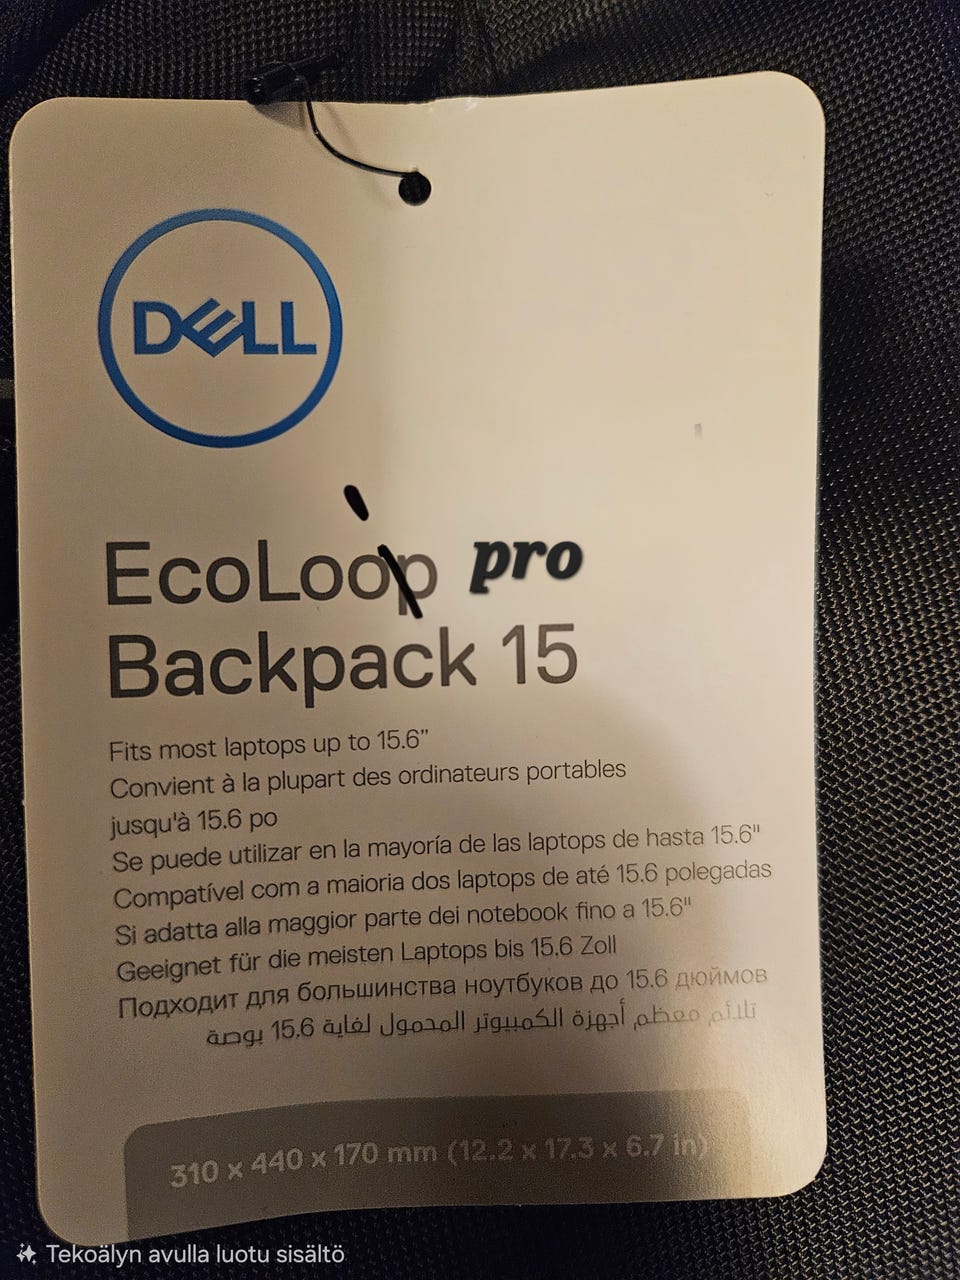 DELL
EcoLoop pro
Backpack 15
Fits most laptops up to 15.6”
Convient à la plupart des ordinateurs portables
jusqu'à 15.6 po
Se puede utilizar en la mayoría de las laptops de hasta 15.6"
Compatível com a maioria dos laptops de até 15.6 polegadas
Si adatta alla maggior parte dei notebook fino a 15.6"
Geeignet für die meisten Laptops bis 15.6 Zoll
Подходит для большинства ноутбуков до 15.6 дюймов
تلائم معظم أجهزة الكمبيوتر المحمول لغاية 15.6 بوصة
310 x 440 x 170 mm (12.2 x 17.3 x 6.7 in)
Tekoälyn avulla luotu sisältö